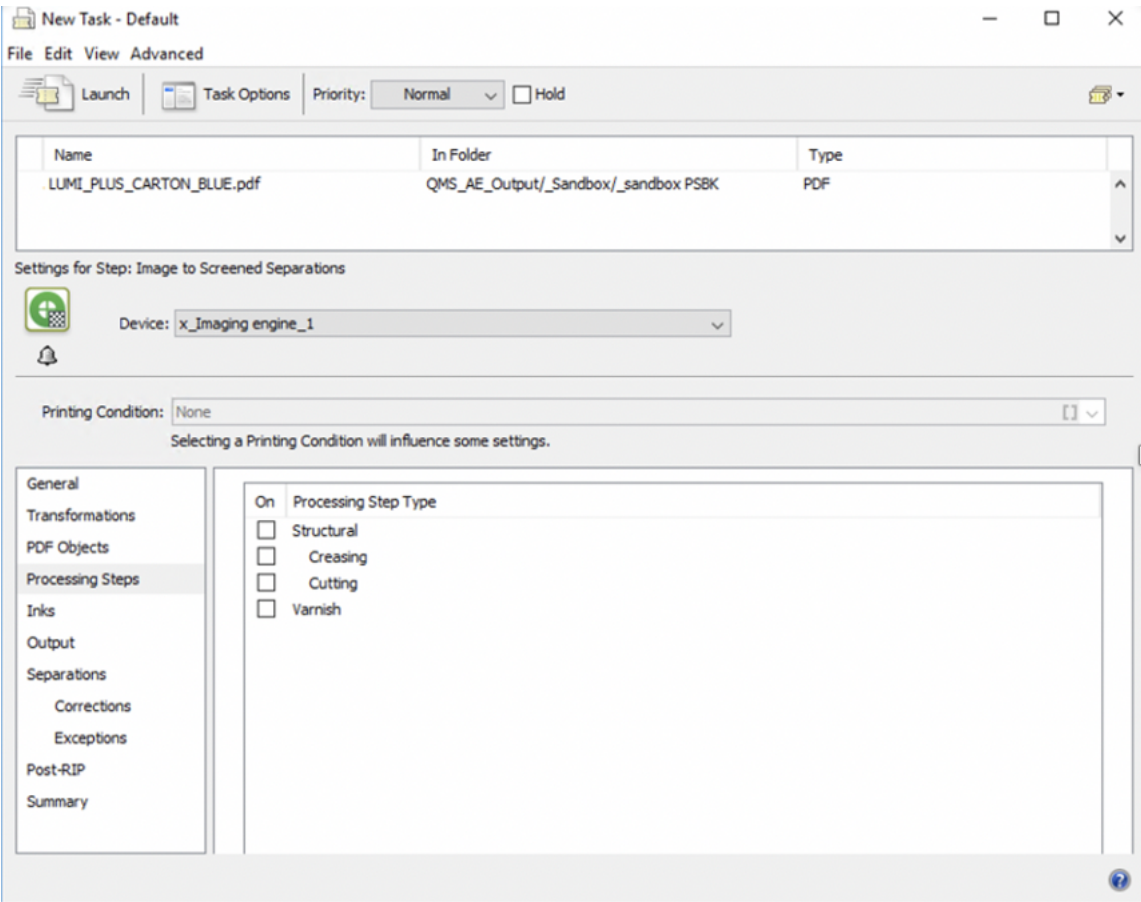 New Task - Default
File Edit View Advanced
Launch Task Options Priority: Normal Hold
Name In Folder Type
LUMI_PLUS_CARTON_BLUE.pdf QMS_AE_Output/_Sandbox/_sandbox PSBK PDF
Settings for Step: Image to Screened Separations
Device: x_Imaging engine_1
Printing Condition: None []
Selecting a Printing Condition will influence some settings.
General
Transformations
PDF Objects
Processing Steps
Inks
Output
Separations
Corrections
Exceptions
Post-RIP
Summary
On Processing Step Type
Structural
Creasing
Cutting
Varnish
?